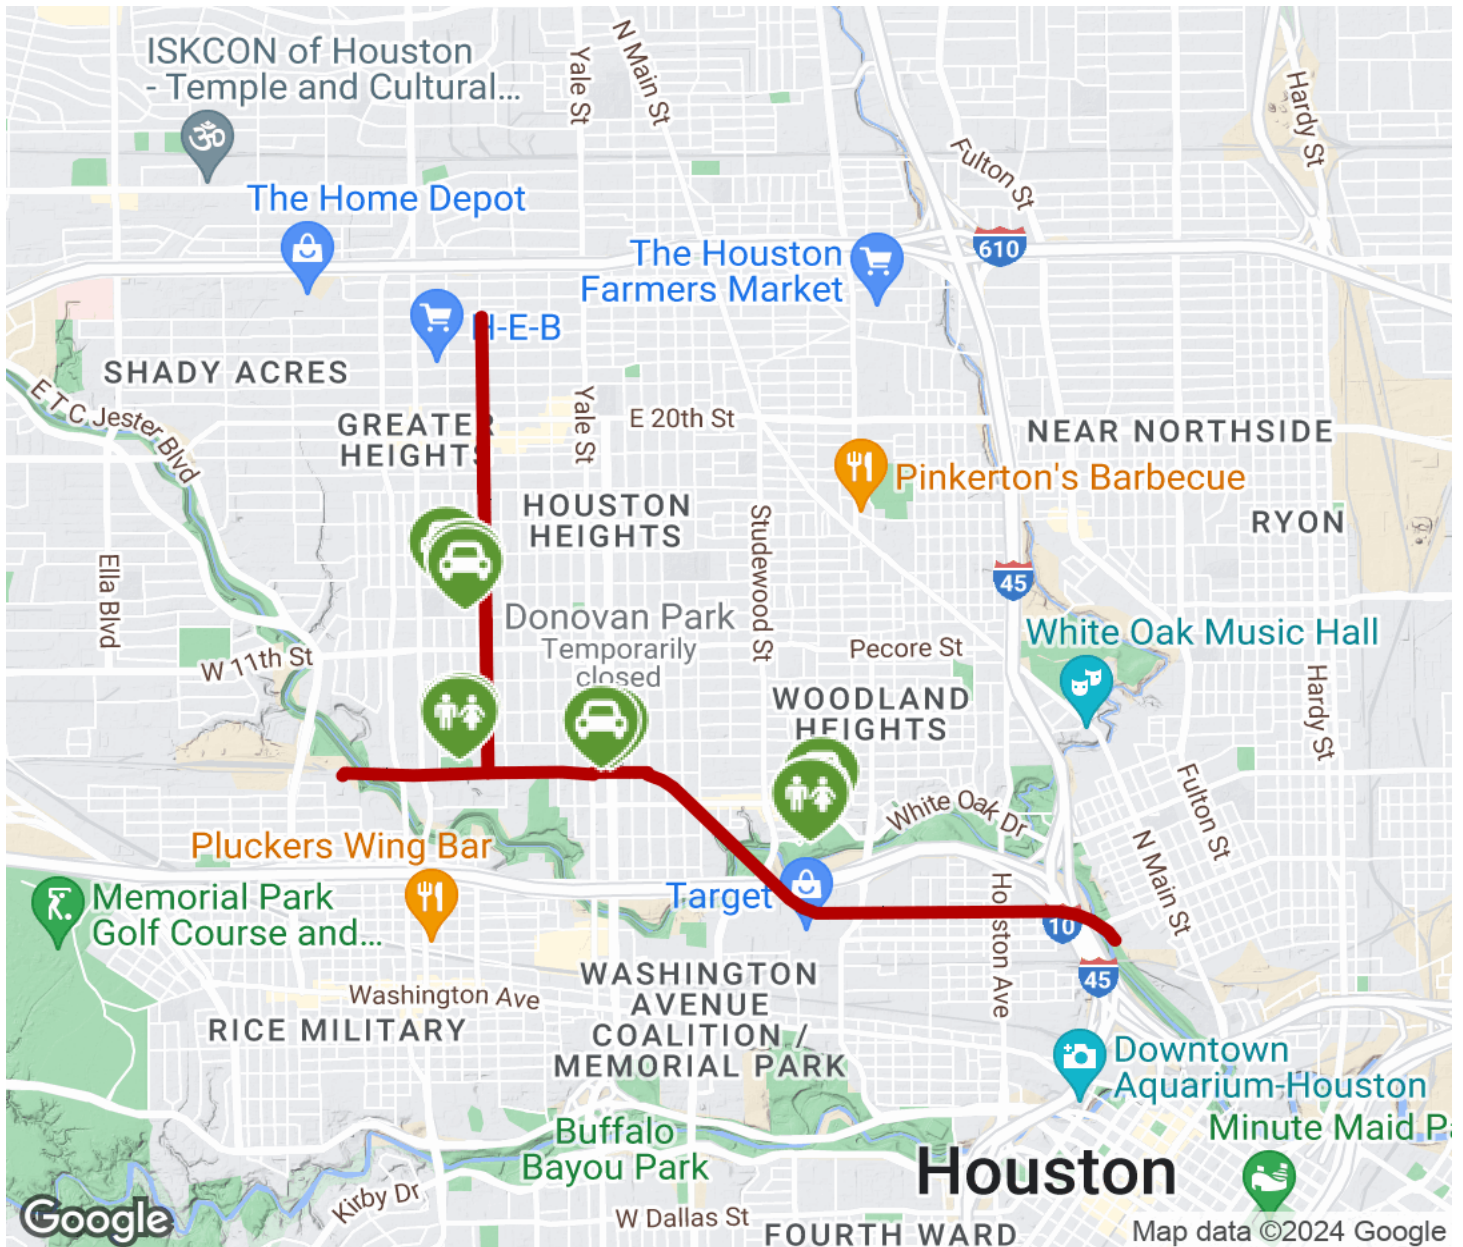 ISKCON of Houston
- Temple and Cultural...
Yale St
N Main St
Fulton St
Hardy St
The Home Depot
The Houston
Farmers Market
610
H-E-B
SHADY ACRES
E T C Jester Blvd
GREATER
HEIGHTS
Yale St
E 20th St
NEAR NORTHSIDE
Pinkerton's Barbecue
HOUSTON
HEIGHTS
RYON
Studewood St
Ella Blvd
45
Donovan Park
Temporarily
closed
Pecore St
White Oak Music Hall
W 11th St
WOODLAND
HEIGHTS
Hardy St
Fulton St
White Oak Dr
N Main St
Pluckers Wing Bar
Memorial Park
Golf Course and...
Target
Houston Ave
10
45
WASHINGTON
AVENUE
COALITION /
MEMORIAL PARK
Washington Ave
RICE MILITARY
Downtown
Aquarium-Houston
Buffalo
Bayou Park
Minute Maid Pa
Houston
Kirby Dr
W Dallas St
FOURTH WARD
Google
Map data ©2024 Google